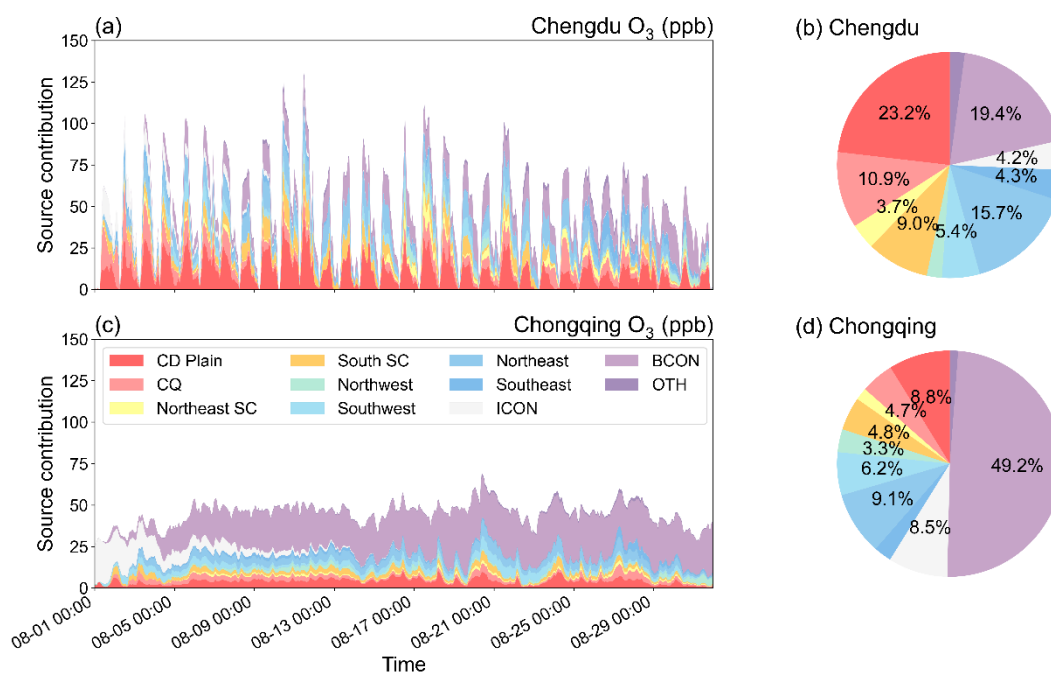 (a) Chengdu O3 (ppb)
150
125
100
75
50
25
0
Source contribution
(b) Chengdu
23.2%
19.4%
4.2%
4.3%
15.7%
5.4%
9.0%
3.7%
10.9%
(c) Chongqing O3 (ppb)
150
125
100
75
50
25
0
Source contribution
CD Plain
CQ
Northeast SC
South SC
Northwest
Southwest
Northeast
Southeast
ICON
BCON
OTH
08-01 00:00
08-05 00:00
08-09 00:00
08-13 00:00
08-17 00:00
08-21 00:00
08-25 00:00
08-29 00:00
Time
(d) Chongqing
8.8%
4.7%
4.8%
3.3%
6.2%
9.1%
8.5%
49.2%